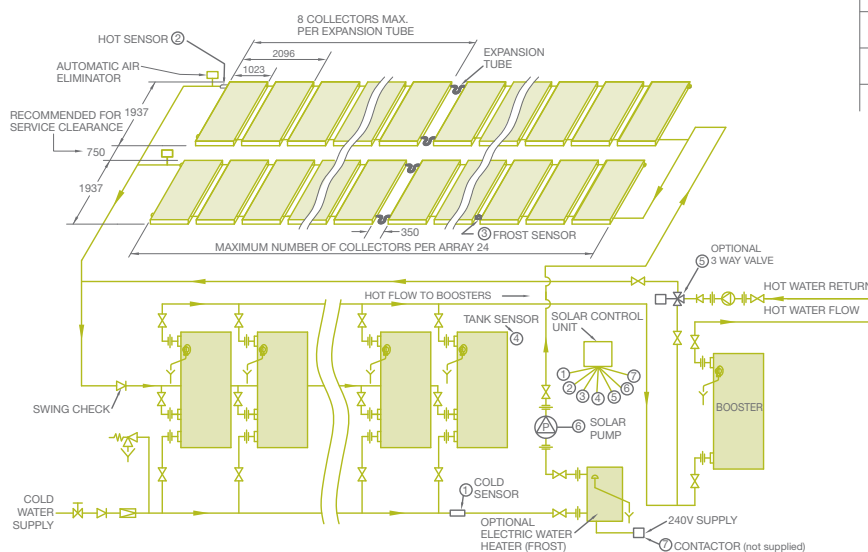 8 COLLECTORS MAX.
PER EXPANSION TUBE
HOT SENSOR 2
2096
EXPANSION
TUBE
AUTOMATIC AIR
ELIMINATOR
1023
1937
RECOMMENDED FOR
SERVICE CLEARANCE
750
1937
350
3 FROST SENSOR
MAXIMUM NUMBER OF COLLECTORS PER ARRAY 24
OPTIONAL
5 3 WAY VALVE
HOT WATER RETURN
HOT FLOW TO BOOSTERS
HOT WATER FLOW
TANK SENSOR
4
SOLAR CONTROL
UNIT
1
2
3
4
5
6
7
SWING CHECK
P
6 SOLAR
PUMP
BOOSTER
1 COLD
SENSOR
COLD
WATER
SUPPLY
OPTIONAL
ELECTRIC WATER
HEATER (FROST)
240V SUPPLY
7 CONTACTOR (not supplied)